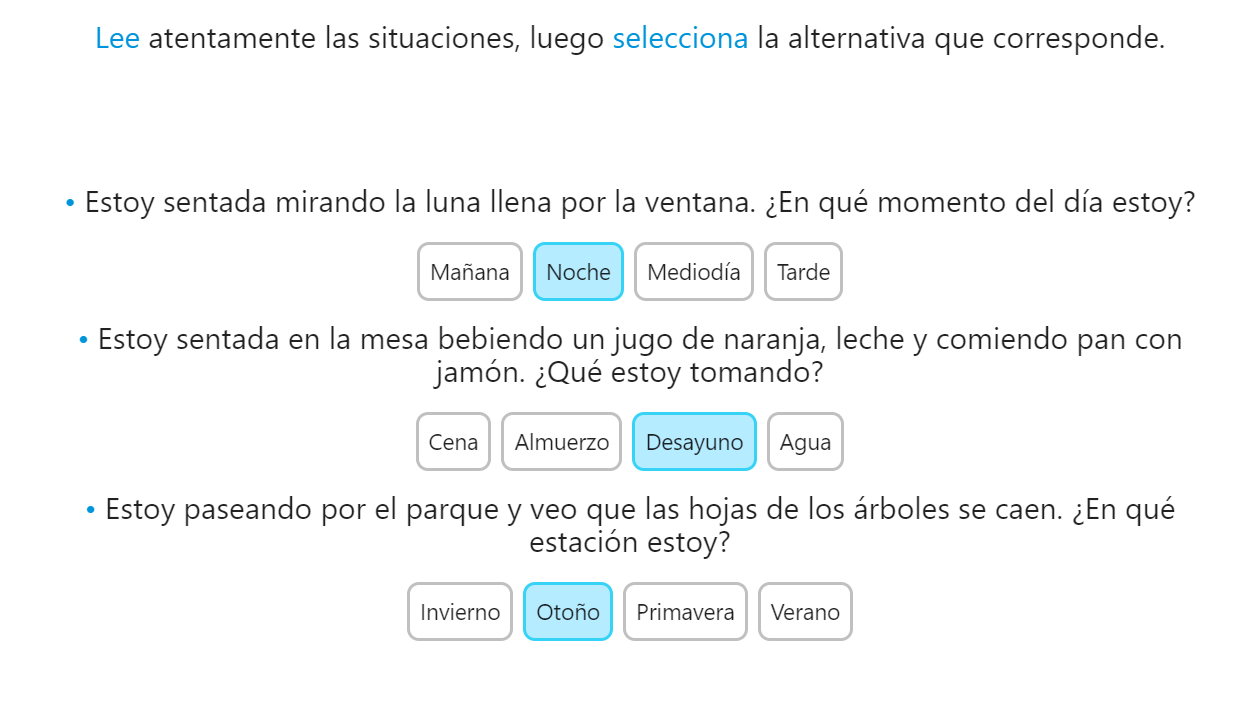 Lee atentamente las situaciones, luego selecciona la alternativa que corresponde.
• Estoy sentada mirando la luna llena por la ventana. ¿En qué momento del día estoy?
Mañana Noche Mediodía Tarde
• Estoy sentada en la mesa bebiendo un jugo de naranja, leche y comiendo pan con
jamón. ¿Qué estoy tomando?
Cena Almuerzo Desayuno Agua
• Estoy paseando por el parque y veo que las hojas de los árboles se caen. ¿En qué
estación estoy?
Invierno Otoño Primavera Verano